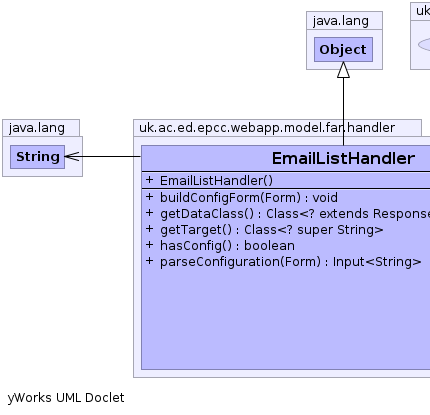 java.lang
uk
Object
java.lang
uk.ac.ed.epcc.webapp.model.far.handler
String
EmailListHandler
+ EmailListHandler()
+ buildConfigForm(Form) : void
+ getDataClass() : Class<? extends Response
+ getTarget() : Class<? super String>
+ hasConfig() : boolean
+ parseConfiguration(Form) : Input<String>
yWorks UML Doclet